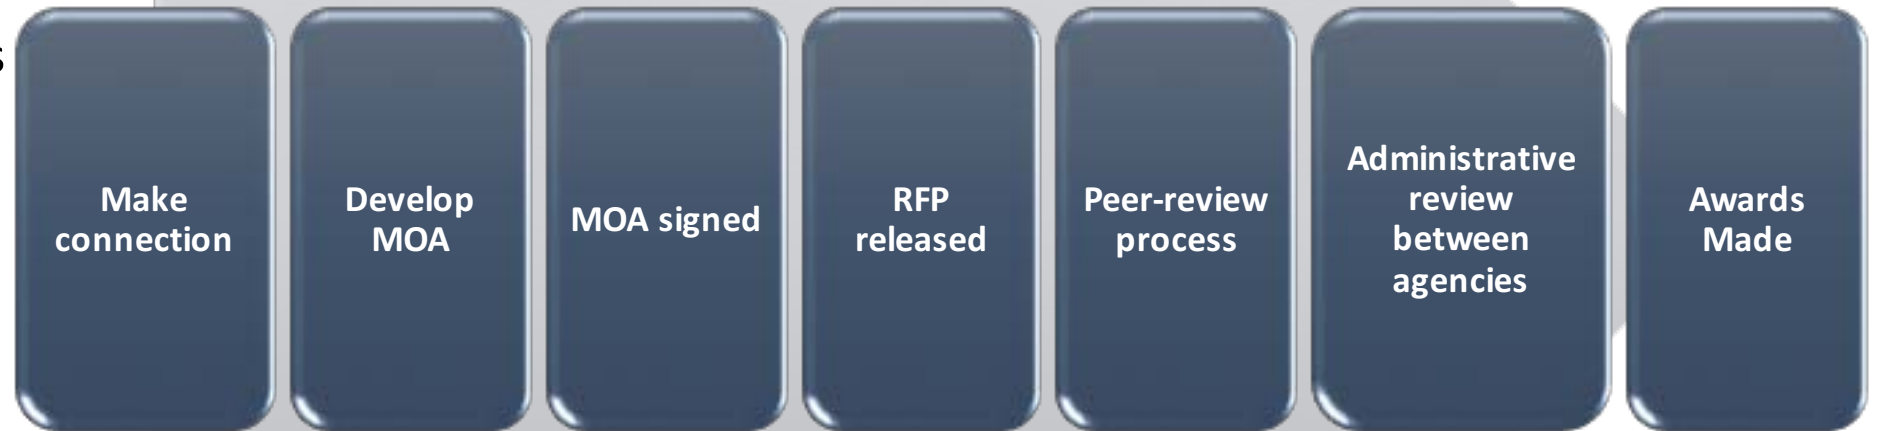 Make
connection
Develop
MOA
MOA signed
RFP
released
Peer-review
process
Administrative
review
between
agencies
Awards
Made